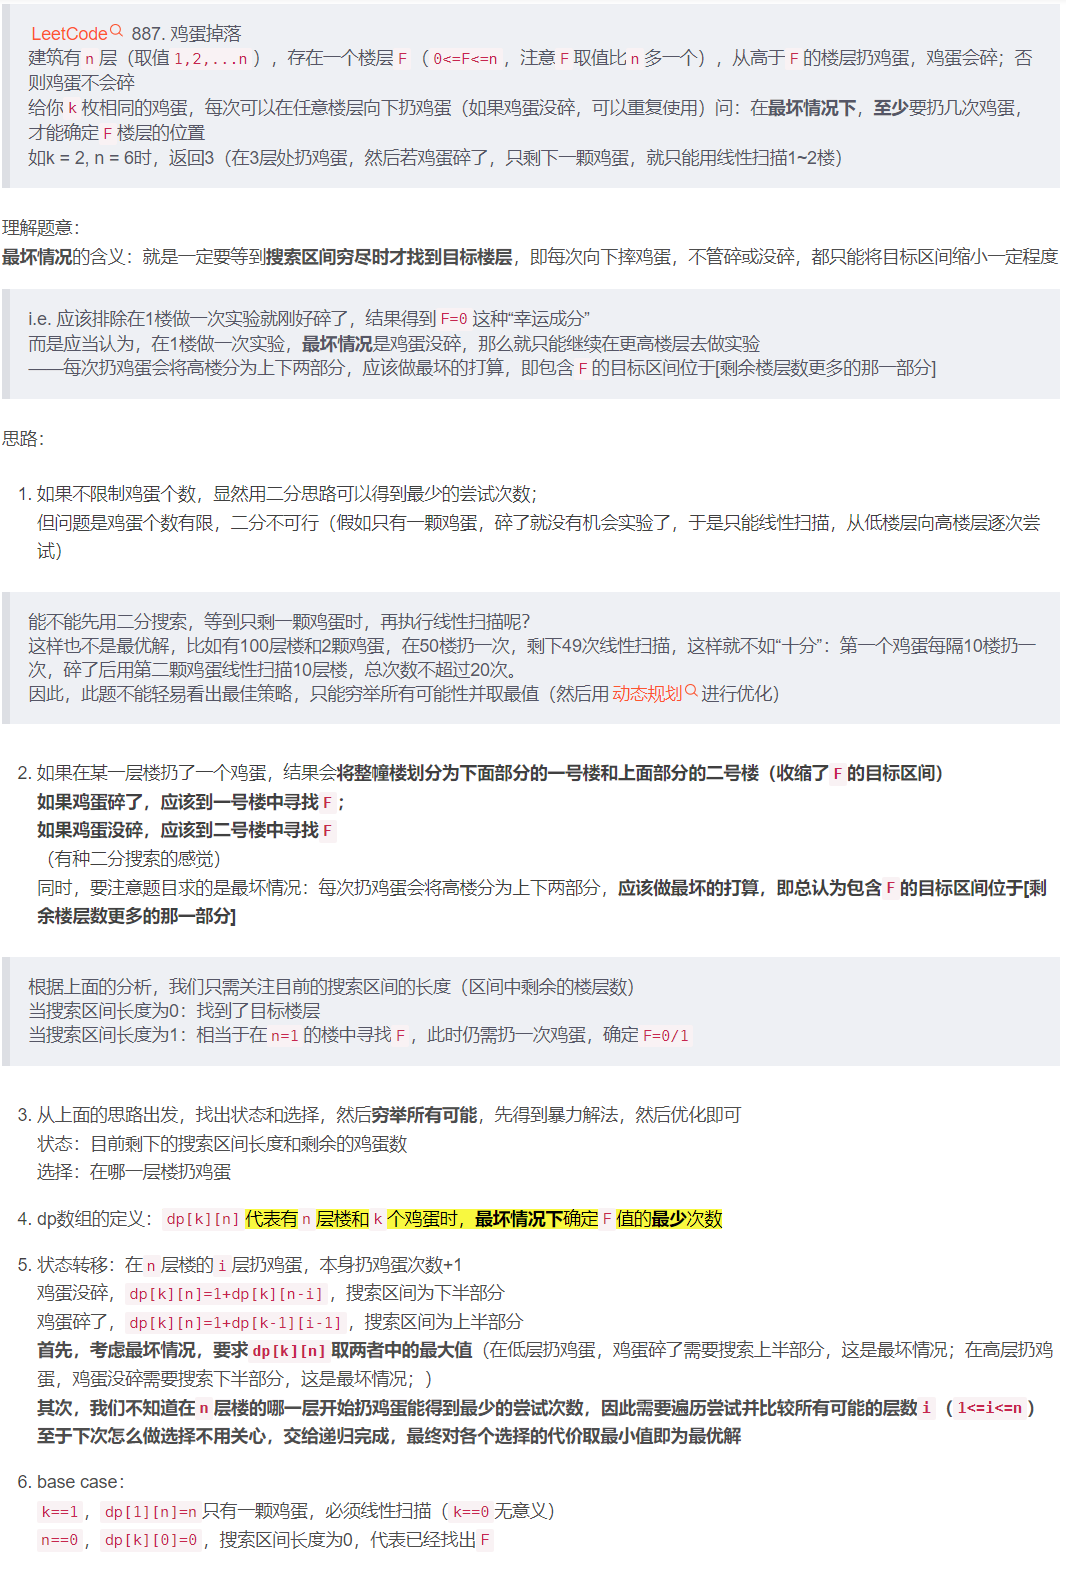 LeetCode 887. 鸡蛋掉落
建筑有 n 层（取值 1,2,...n ），存在一个楼层 F （ 0<=F<=n ，注意 F 取值比 n 多一个），从高于 F 的楼层扔鸡蛋，鸡蛋会碎；否
则鸡蛋不会碎
给你 k 枚相同的鸡蛋，每次可以在任意楼层向下扔鸡蛋（如果鸡蛋没碎，可以重复使用）问：在最坏情况下，至少要扔几次鸡蛋，
才能确定 F 楼层的位置
如k = 2, n = 6时，返回3（在3层处扔鸡蛋，然后若鸡蛋碎了，只剩下一颗鸡蛋，就只能用线性扫描1~2楼）
理解题意：
最坏情况的含义：就是一定要等到搜索区间穷尽时才找到目标楼层，即每次向下摔鸡蛋，不管碎或没碎，都只能将目标区间缩小一定程度
i.e. 应该排除在1楼做一次实验就刚好碎了，结果得到 F=0 这种“幸运成分”
而是应当认为，在1楼做一次实验，最坏情况是鸡蛋没碎，那么就只能继续在更高楼层去做实验
——每次扔鸡蛋会将高楼分为上下两部分，应该做最坏的打算，即包含 F 的目标区间位于[剩余楼层数更多的那一部分]
思路：
1. 如果不限制鸡蛋个数，显然用二分思路可以得到最少的尝试次数；
但问题是鸡蛋个数有限，二分不可行（假如只有一颗鸡蛋，碎了就没有机会实验了，于是只能线性扫描，从低楼层向高楼层逐次尝
试）
能不能先用二分搜索，等到只剩一颗鸡蛋时，再执行线性扫描呢？
这样也不是最优解，比如有100层楼和2颗鸡蛋，在50楼扔一次，剩下49次线性扫描，这样就不如“十分”：第一个鸡蛋每隔10楼扔一
次，碎了后用第二颗鸡蛋线性扫描10层楼，总次数不超过20次。
因此，此题不能轻易看出最佳策略，只能穷举所有可能性并取最值（然后用 动态规划 进行优化）
2. 如果在某一层楼扔了一个鸡蛋，结果会将整幢楼划分为下面部分的一号楼和上面部分的二号楼（收缩了 F 的目标区间）
如果鸡蛋碎了，应该到一号楼中寻找 F ；
如果鸡蛋没碎，应该到二号楼中寻找 F
（有种二分搜索的感觉）
同时，要注意题目求的是最坏情况：每次扔鸡蛋会将高楼分为上下两部分，应该做最坏的打算，即总认为包含 F 的目标区间位于[剩
余楼层数更多的那一部分]
根据上面的分析，我们只需关注目前的搜索区间的长度（区间中剩余的楼层数）
当搜索区间长度为0：找到了目标楼层
当搜索区间长度为1：相当于在 n=1 的楼中寻找 F ，此时仍需扔一次鸡蛋，确定 F=0/1
3. 从上面的思路出发，找出状态和选择，然后穷举所有可能，先得到暴力解法，然后优化即可
状态：目前剩下的搜索区间长度和剩余的鸡蛋数
选择：在哪一层楼扔鸡蛋
4. dp数组的定义： dp[k][n] 代表有 n 层楼和 k 个鸡蛋时，最坏情况下确定 F 值的最少次数
5. 状态转移：在 n 层楼的 i 层扔鸡蛋，本身扔鸡蛋次数+1
鸡蛋没碎， dp[k][n]=1+dp[k][n-i] ，搜索区间为下半部分
鸡蛋碎了， dp[k][n]=1+dp[k-1][i-1] ，搜索区间为上半部分
首先，考虑最坏情况，要求 dp[k][n] 取两者中的最大值（在低层扔鸡蛋，鸡蛋碎了需要搜索上半部分，这是最坏情况；在高层扔鸡
蛋，鸡蛋没碎需要搜索下半部分，这是最坏情况；）
其次，我们不知道在 n 层楼的哪一层开始扔鸡蛋能得到最少的尝试次数，因此需要遍历尝试并比较所有可能的层数 i （ 1<=i<=n ）
至于下次怎么做选择不用关心，交给递归完成，最终对各个选择的代价取最小值即为最优解
6. base case：
k==1 ， dp[1][n]=n 只有一颗鸡蛋，必须线性扫描（ k==0 无意义）
n==0 ， dp[k][0]=0 ，搜索区间长度为0，代表已经找出 F